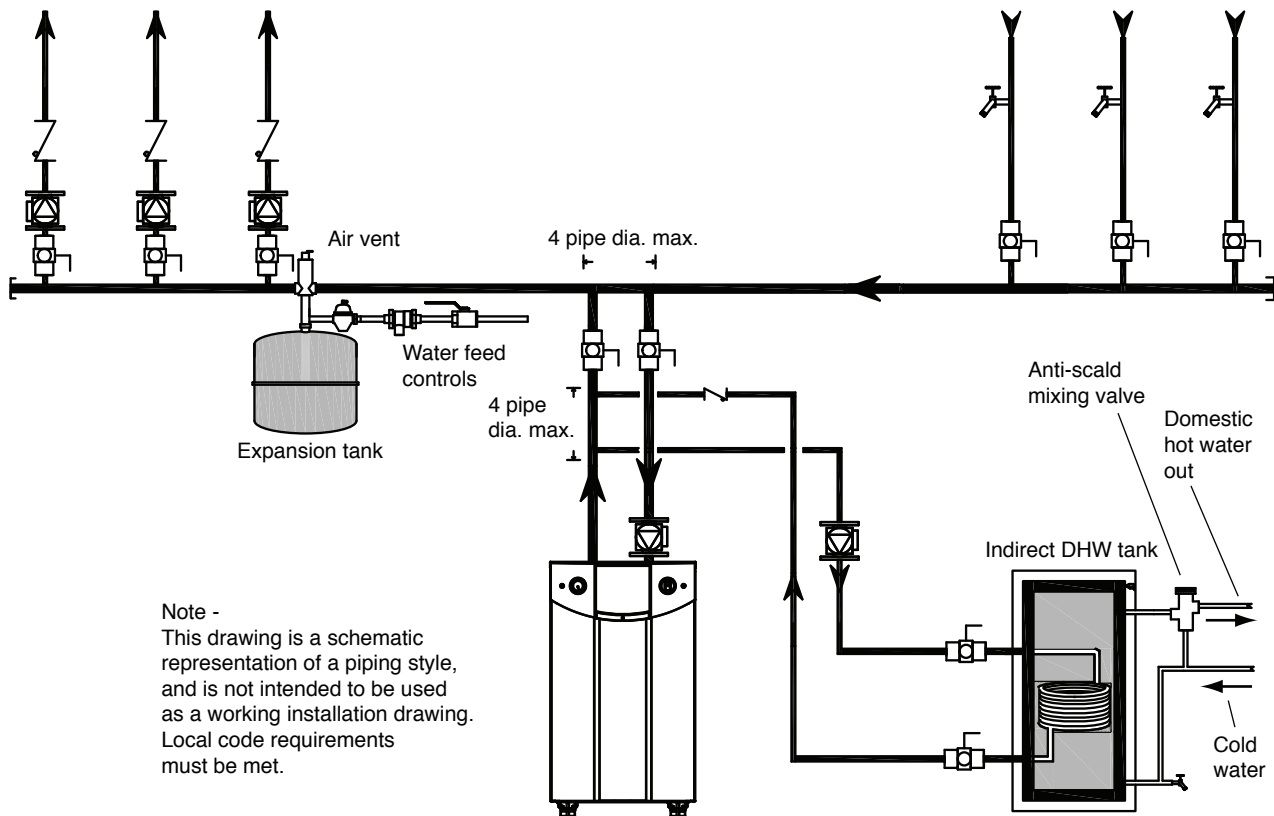 Air vent
4 pipe dia. max.
Water feed
controls
4 pipe
dia. max.
Expansion tank
Anti-scald
mixing valve
Domestic
hot water
out
Indirect DHW tank
Note -
This drawing is a schematic
representation of a piping style,
and is not intended to be used
as a working installation drawing.
Local code requirements
must be met.
Cold
water